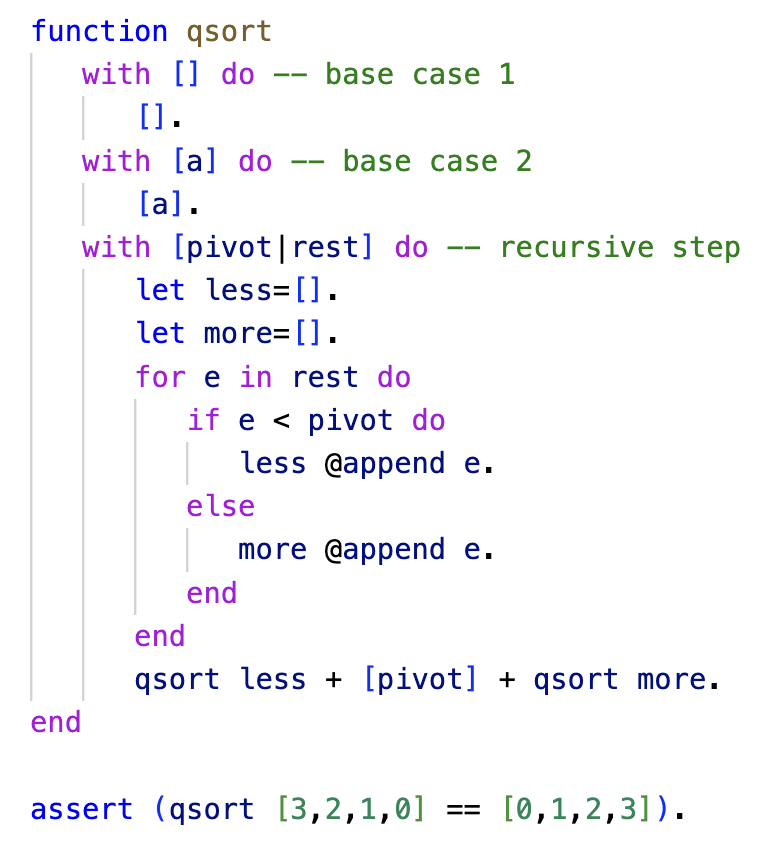 function qsort
   with [] do -- base case 1
      [].
   with [a] do -- base case 2
      [a].
   with [pivot|rest] do -- recursive step
      let less=[].
      let more=[].
      for e in rest do
         if e < pivot do
            less @append e.
         else
            more @append e.
         end
      end
      qsort less + [pivot] + qsort more.
end

assert (qsort [3,2,1,0] == [0,1,2,3]).